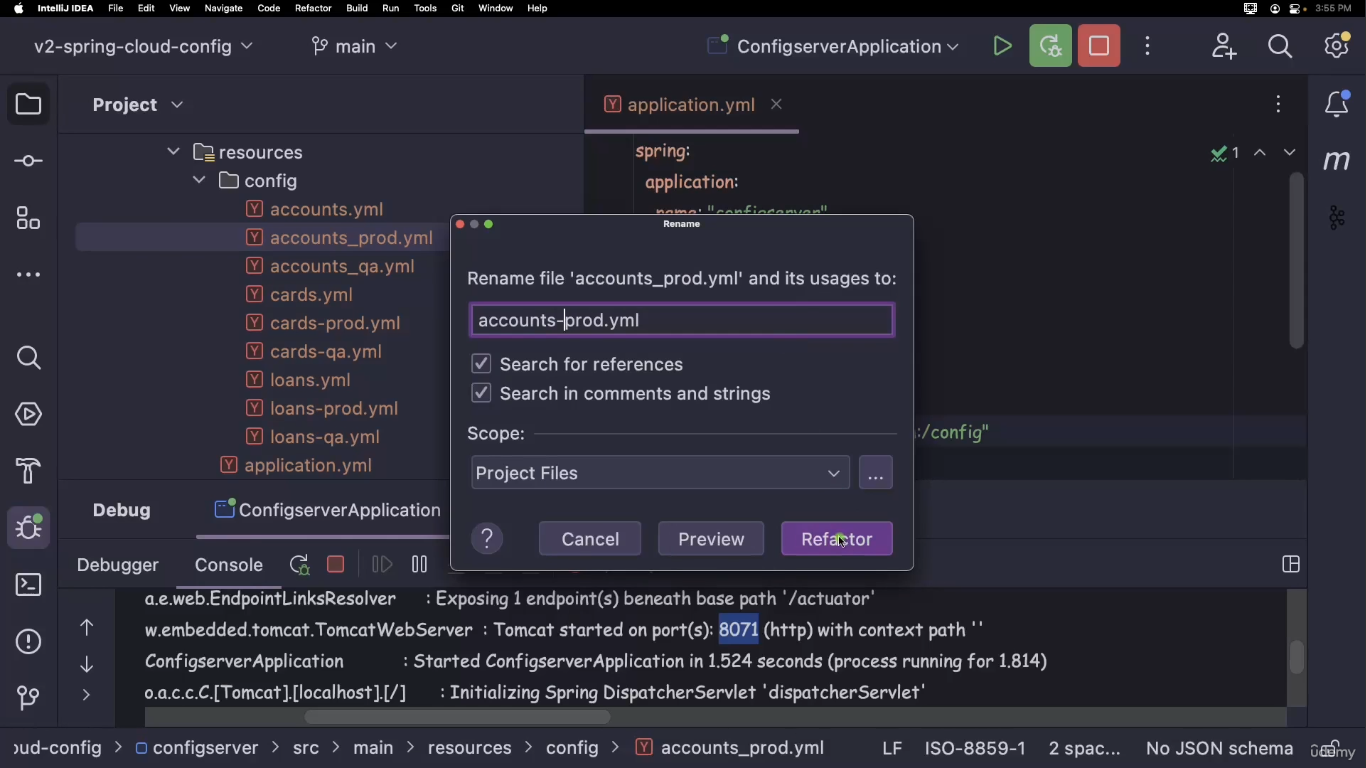 IntelliJ IDEA File Edit View Navigate Code Refactor Build Run Tools Git Window Help 3:55 PM
v2-spring-cloud-config main ConfigserverApplication
Project
application.yml
resources
config
accounts.yml
accounts_prod.yml
accounts_qa.yml
cards.yml
cards-prod.yml
cards-qa.yml
loans.yml
loans-prod.yml
loans-qa.yml
application.yml
spring:
application:
name: "configserver"
1
:/config"
m
Rename
Rename file 'accounts_prod.yml' and its usages to:
accounts-prod.yml
Search for references
Search in comments and strings
Scope:
Project Files
...
? Cancel Preview Refactor
Debug ConfigserverApplication
Debugger Console
a.e.web.EndpointLinksResolver : Exposing 1 endpoint(s) beneath base path '/actuator'
w.embedded.tomcat.TomcatWebServer : Tomcat started on port(s): 8071 (http) with context path ''
ConfigserverApplication : Started ConfigserverApplication in 1.524 seconds (process running for 1.814)
o.a.c.c.C.[Tomcat].[localhost].[/] : Initializing Spring DispatcherServlet 'dispatcherServlet'
oud-config > configserver > src > main > resources > config > accounts_prod.yml LF ISO-8859-1 2 spac... No JSON schema
udemy